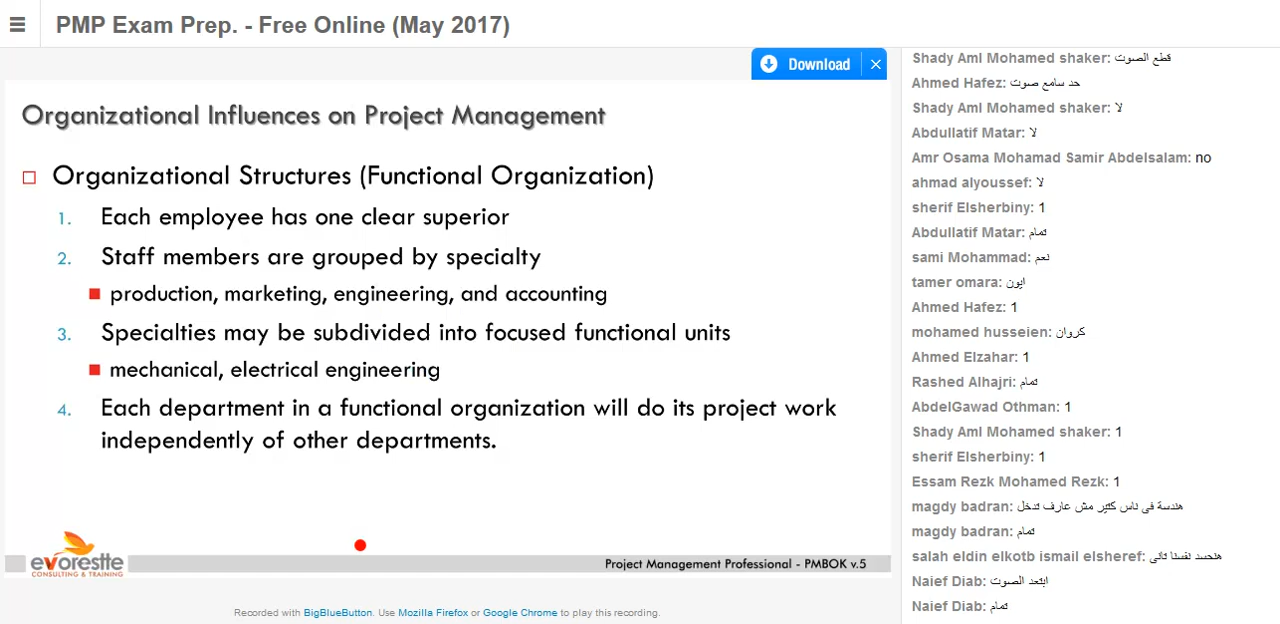 PMP Exam Prep. - Free Online (May 2017)
Download
Organizational Influences on Project Management
Organizational Structures (Functional Organization)
1. Each employee has one clear superior
2. Staff members are grouped by specialty
production, marketing, engineering, and accounting
3. Specialties may be subdivided into focused functional units
mechanical, electrical engineering
4. Each department in a functional organization will do its project work
independently of other departments.
evorestte
CONSULTING & TRAINING
Project Management Professional - PMBOK v.5
Recorded with BigBlueButton. Use Mozilla Firefox or Google Chrome to play this recording.
Shady Aml Mohamed shaker: قطع الصوت
Ahmed Hafez: حد سامع صوت
Shady Aml Mohamed shaker: لا
Abdullatif Matar: لا
Amr Osama Mohamad Samir Abdelsalam: no
ahmad alyoussef: لا
sherif Elsherbiny: 1
Abdullatif Matar: تمام
sami Mohammad: نعم
tamer omara: ايون
Ahmed Hafez: 1
mohamed husseien: كروان
Ahmed Elzahar: 1
Rashed Alhajri: تمام
AbdelGawad Othman: 1
Shady Aml Mohamed shaker: 1
sherif Elsherbiny: 1
Essam Rezk Mohamed Rezk: 1
magdy badran: هندسة فى ناس كتير مش عارف تدخل
magdy badran: تمام
salah eldin elkotb ismail elsheref: هنحسد نفسنا تانى
Naief Diab: ابتعد الصوت
Naief Diab: تمام